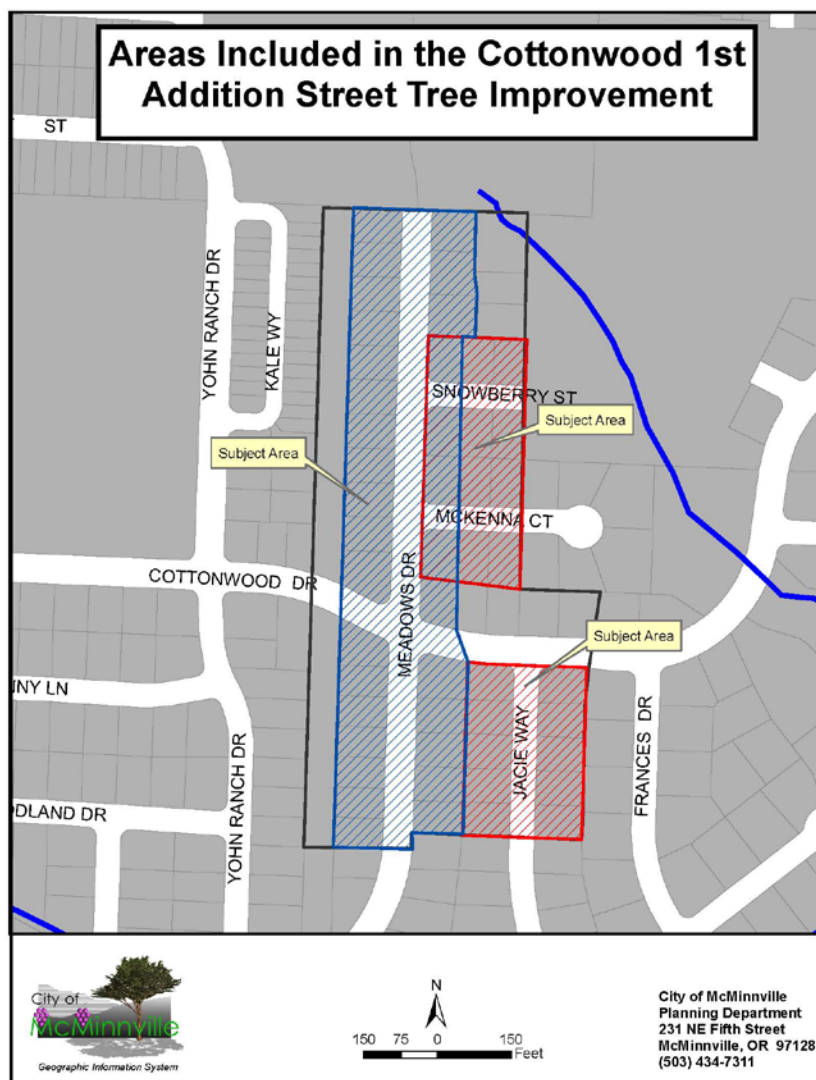 Areas Included in the Cottonwood 1st
Addition Street Tree Improvement
ST
YOHN RANCH DR
KALE WY
SNOWBERRY ST
Subject Area
Subject Area
MCKENNA CT
COTTONWOOD DR
MEADOWS DR
Subject Area
NNY LN
JACIE WAY
FRANCES DR
YOHN RANCH DR
ODLAND DR
City of
McMinnville
Geographic Information System
N
150 75 0 150
Feet
City of McMinnville
Planning Department
231 NE Fifth Street
McMinnville, OR 97128
(503) 434-7311